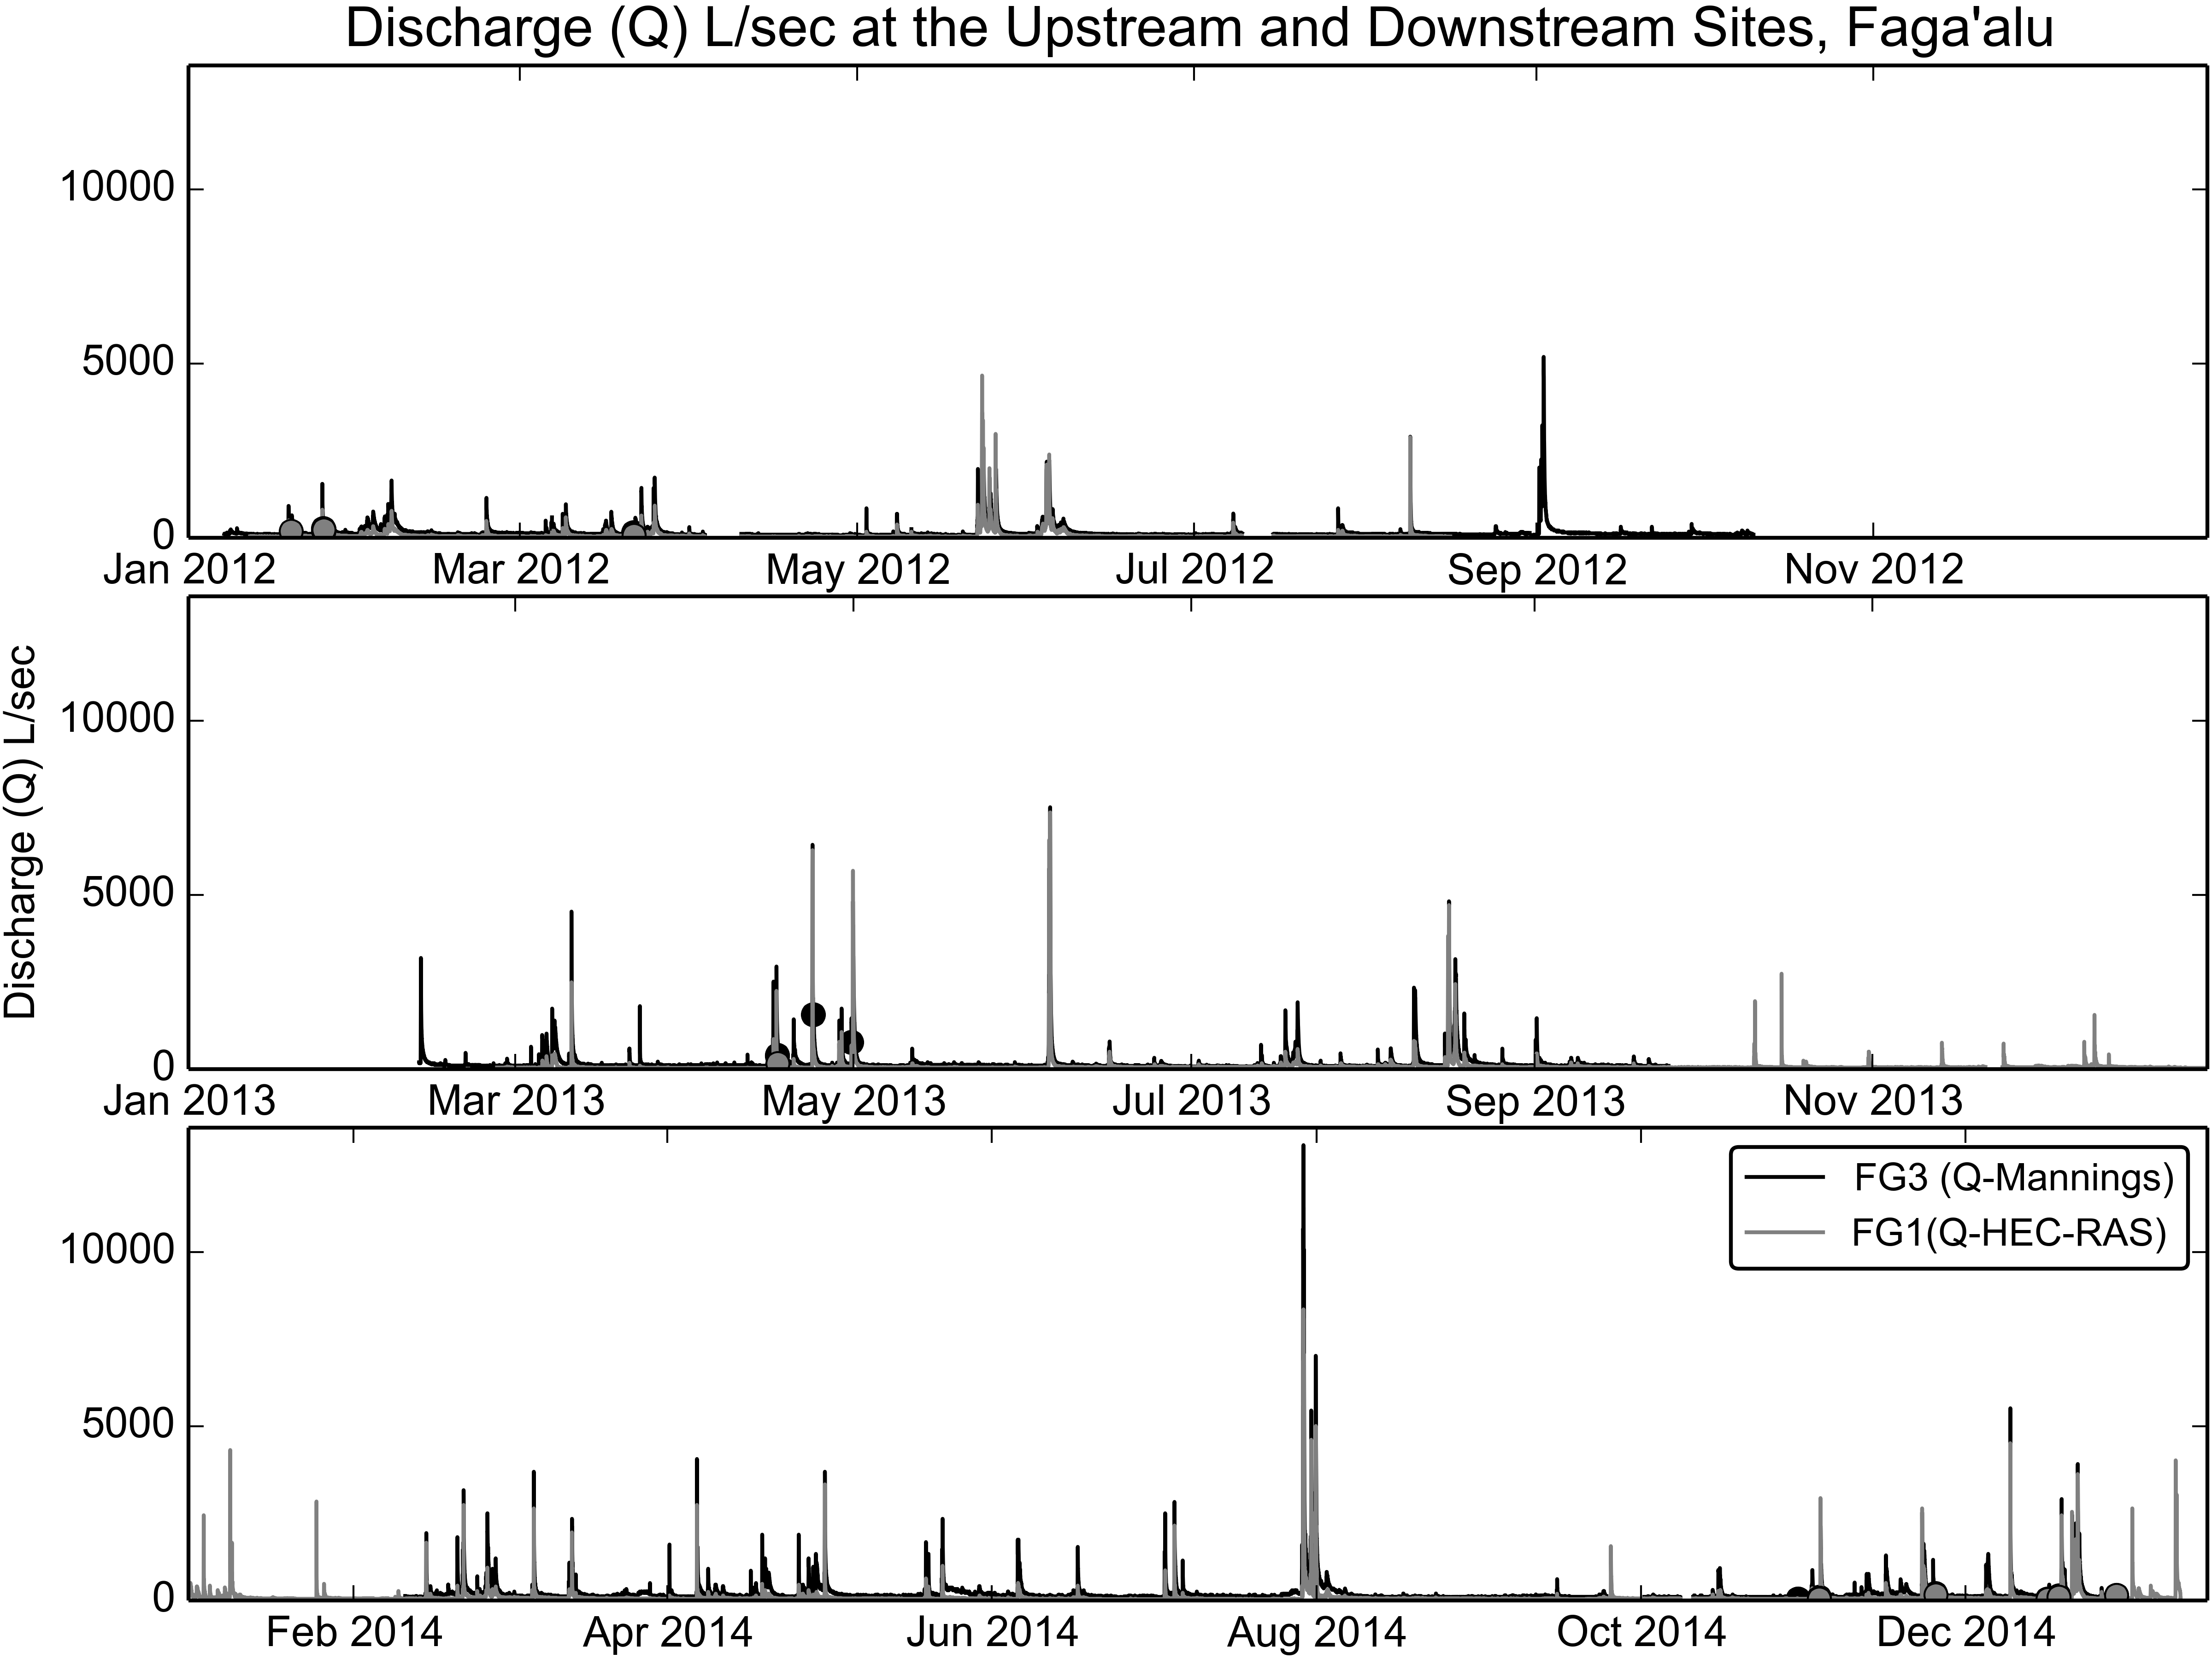 Discharge (Q) L/sec at the Upstream and Downstream Sites, Faga'alu
10000
5000
0
Jan 2012 Mar 2012 May 2012 Jul 2012 Sep 2012 Nov 2012
Discharge (Q) L/sec
10000
5000
0
Jan 2013 Mar 2013 May 2013 Jul 2013 Sep 2013 Nov 2013
FG3 (Q-Mannings)
FG1(Q-HEC-RAS)
10000
5000
0
Feb 2014 Apr 2014 Jun 2014 Aug 2014 Oct 2014 Dec 2014